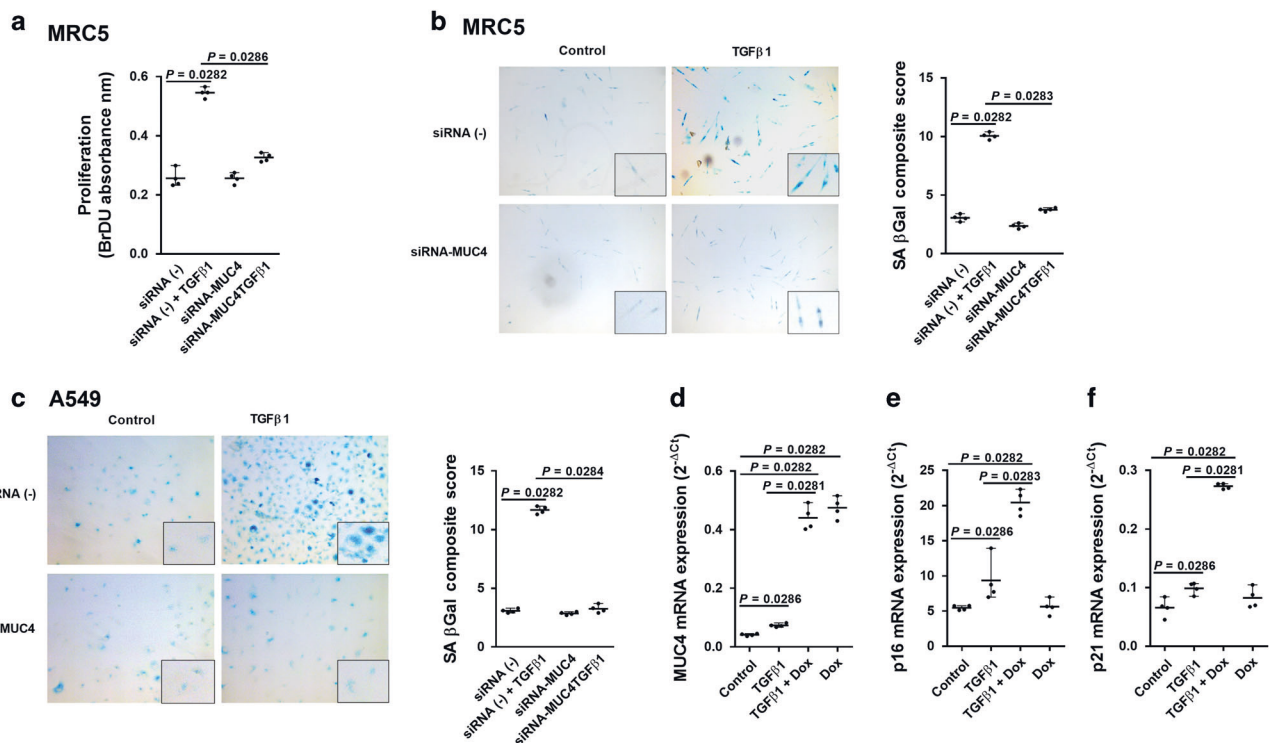 a
MRC5
P = 0.0286
P = 0.0282
0.6
0.4
0.2
0.0
Proliferation
(BrDU absorbance nm)
siRNA (-)
siRNA (-) + TGFβ1
siRNA-MUC4
siRNA-MUC4TGFβ1
b
MRC5
Control
TGFβ1
siRNA (-)
siRNA-MUC4
SA βGal composite score
15
10
5
0
P = 0.0283
P = 0.0282
siRNA (-)
siRNA (-) + TGFβ1
siRNA-MUC4
siRNA-MUC4TGFβ1
c
A549
Control
TGFβ1
RNA (-)
MUC4
SA βGal composite score
15
10
5
0
P = 0.0284
P = 0.0282
siRNA (-)
siRNA (-) + TGFβ1
siRNA-MUC4
siRNA-MUC4TGFβ1
d
MUC4 mRNA expression (2-ΔCt)
0.6
0.4
0.2
0.0
P = 0.0282
P = 0.0282
P = 0.0281
P = 0.0286
Control
TGFβ1
TGFβ1 + Dox
Dox
e
p16 mRNA expression (2-ΔCt)
25
20
15
10
5
0
P = 0.0282
P = 0.0283
P = 0.0286
Control
TGFβ1
TGFβ1 + Dox
Dox
f
p21 mRNA expression (2-ΔCt)
0.3
0.2
0.1
0.0
P = 0.0282
P = 0.0281
P = 0.0286
Control
TGFβ1
TGFβ1 + Dox
Dox